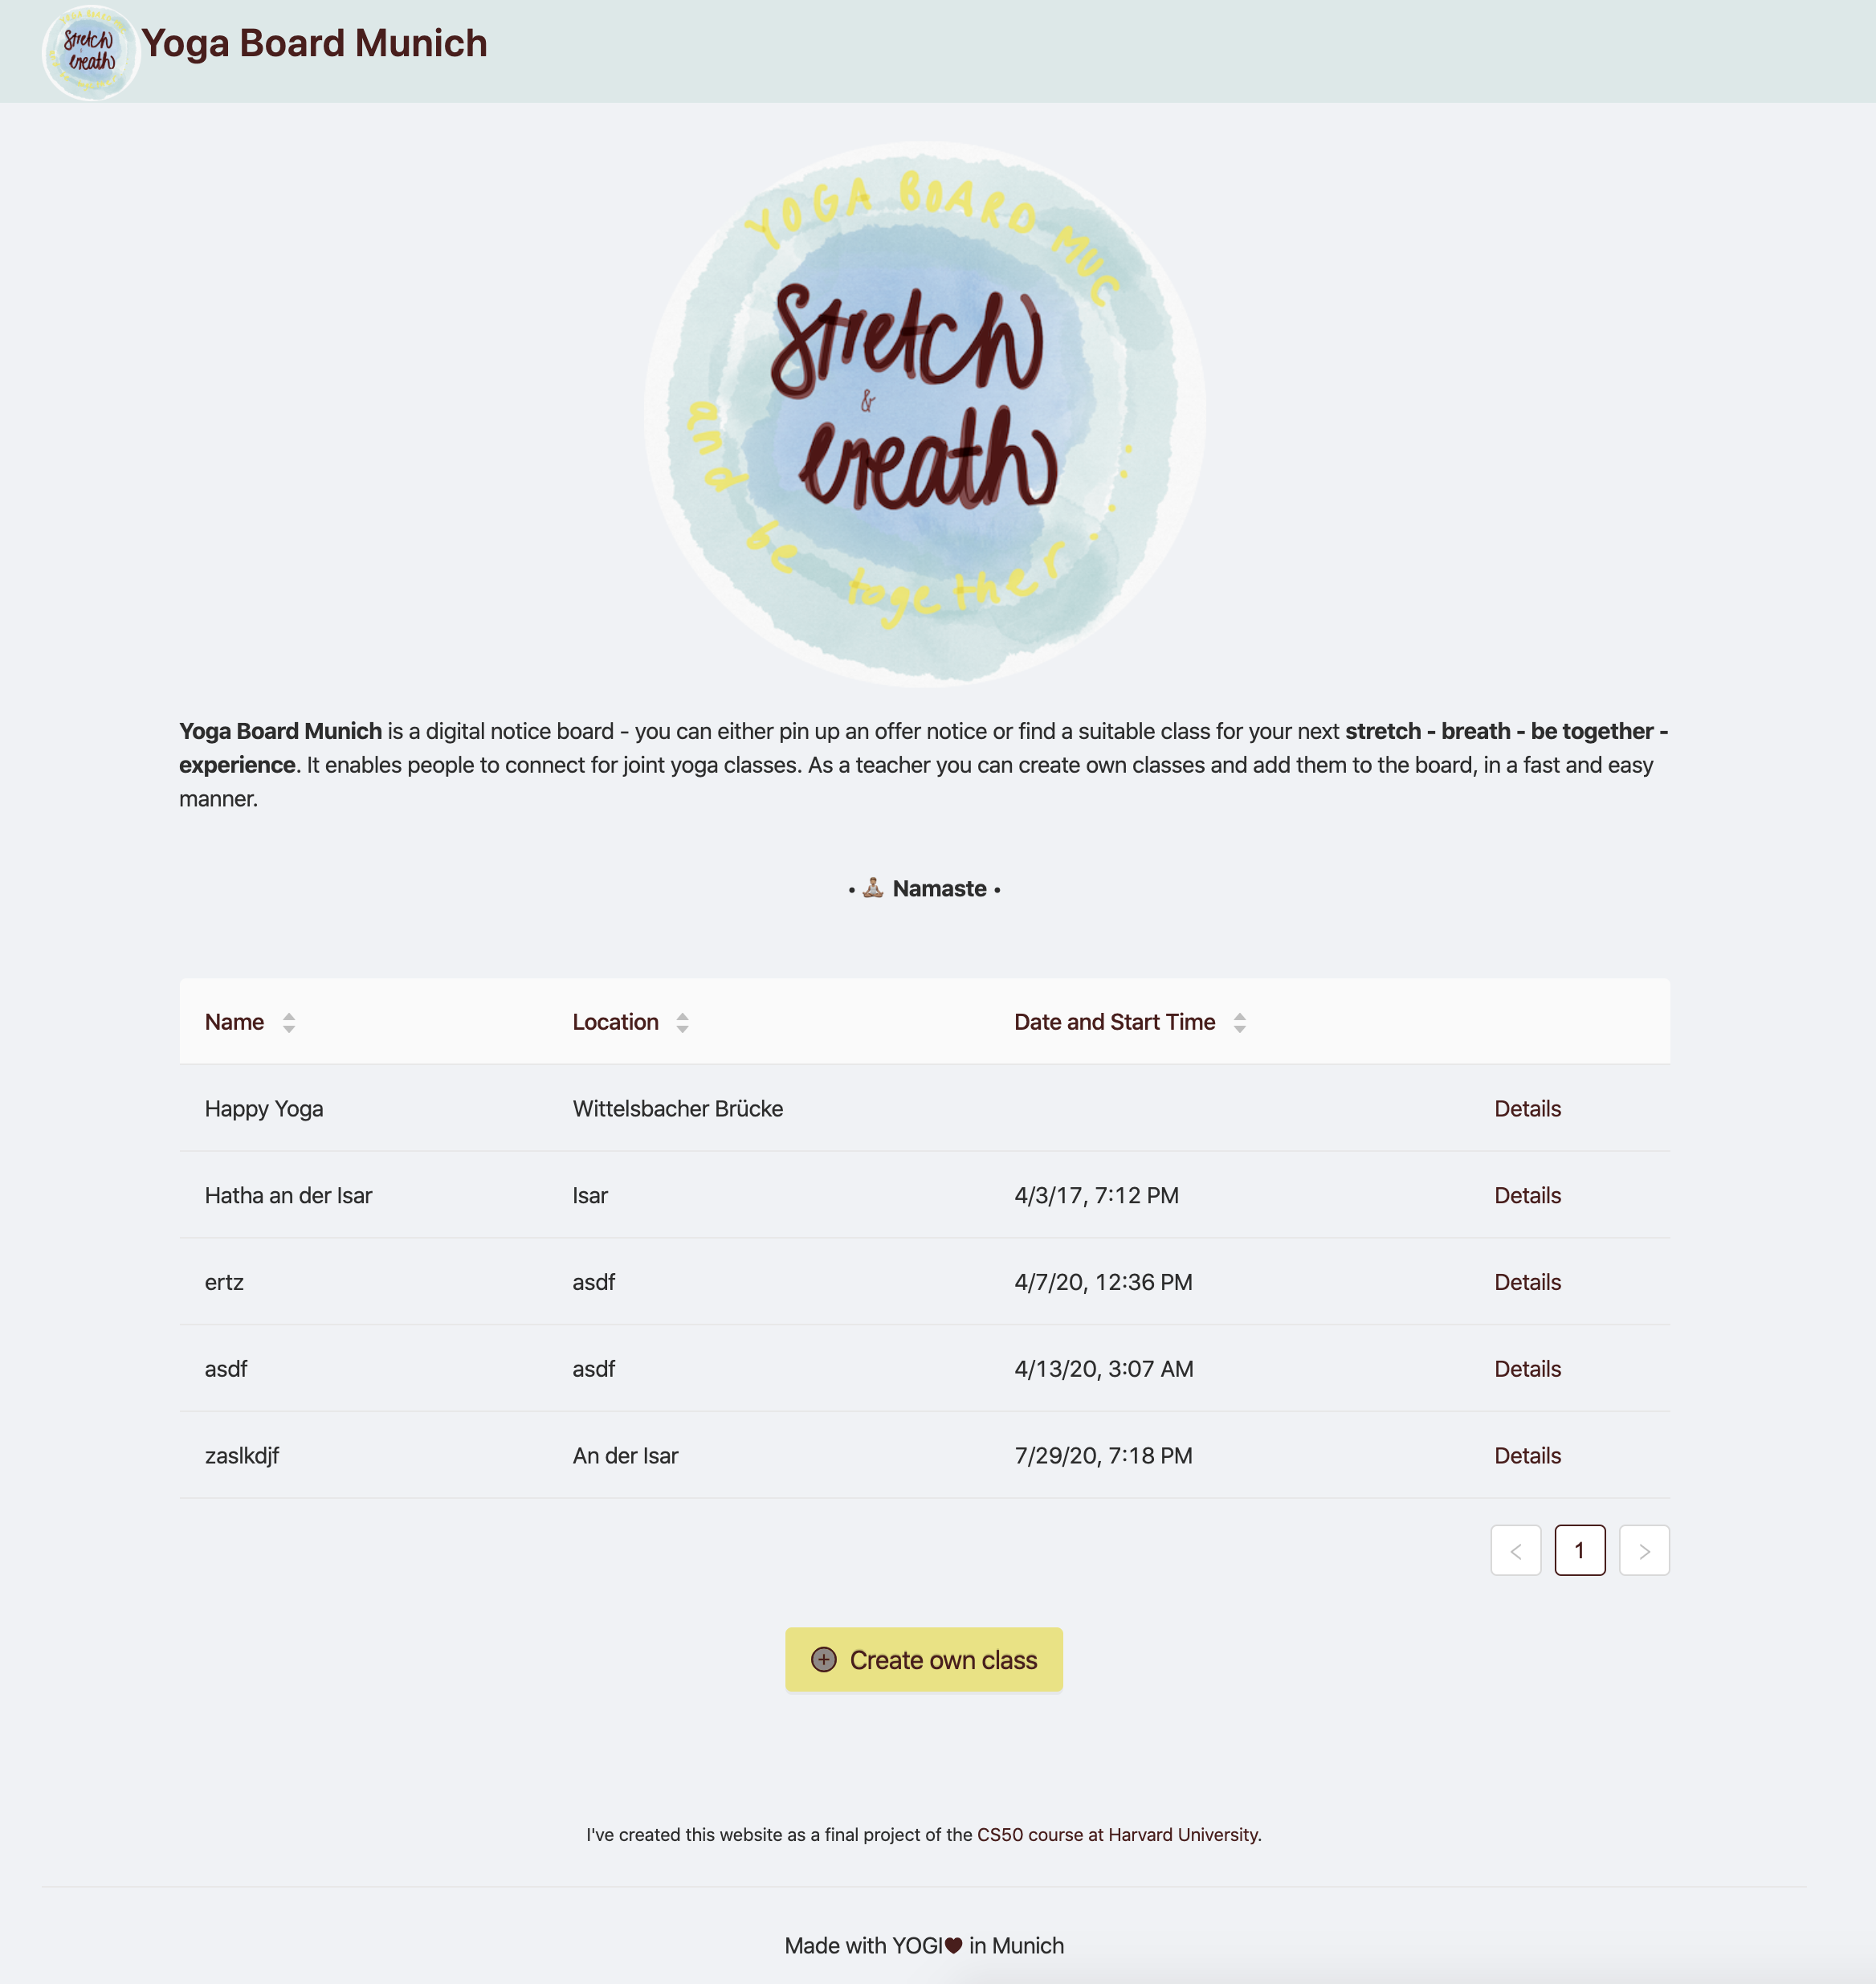 Stretch
&
breath
Yoga Board Munich
YOGA BOARD MUC
Stretch
&
breath
and be together.....
Yoga Board Munich is a digital notice board - you can either pin up an offer notice or find a suitable class for your next stretch - breath - be together -
experience. It enables people to connect for joint yoga classes. As a teacher you can create own classes and add them to the board, in a fast and easy
manner.
• 🧘🏽 Namaste •
Name Location Date and Start Time
Happy Yoga Wittelsbacher Brücke Details
Hatha an der Isar Isar 4/3/17, 7:12 PM Details
ertz asdf 4/7/20, 12:36 PM Details
asdf asdf 4/13/20, 3:07 AM Details
zaslkdjf An der Isar 7/29/20, 7:18 PM Details
< 1 >
Create own class
I've created this website as a final project of the CS50 course at Harvard University.
Made with YOGI♥ in Munich